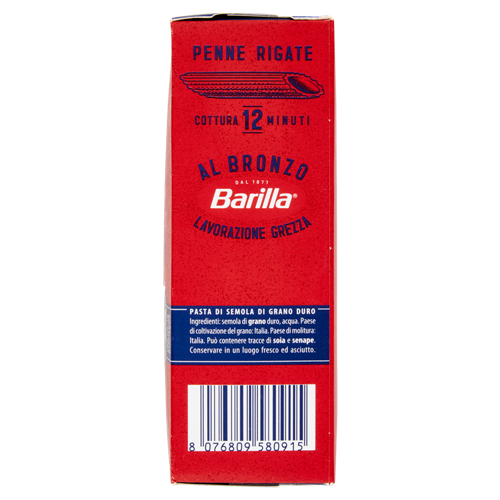 PENNE RIGATE
COTTURA 12 MINUTI
AL BRONZO
DAL 1877
Barilla®
LAVORAZIONE GREZZA
PASTA DI SEMOLA DI GRANO DURO
Ingredienti: semola di grano duro, acqua. Paese
di coltivazione del grano: Italia. Paese di molitura:
Italia. Può contenere tracce di soia e senape.
Conservare in un luogo fresco ed asciutto.
8 076809 580915